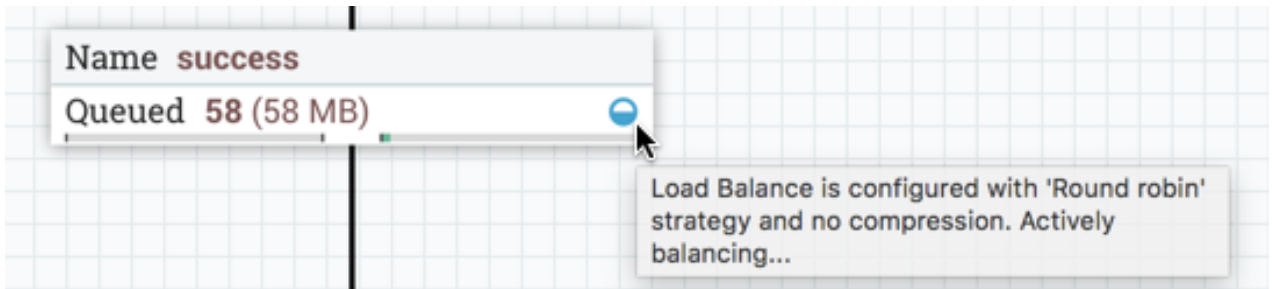 Name success
Queued 58 (58 MB)
Load Balance is configured with 'Round robin'
strategy and no compression. Actively
balancing...